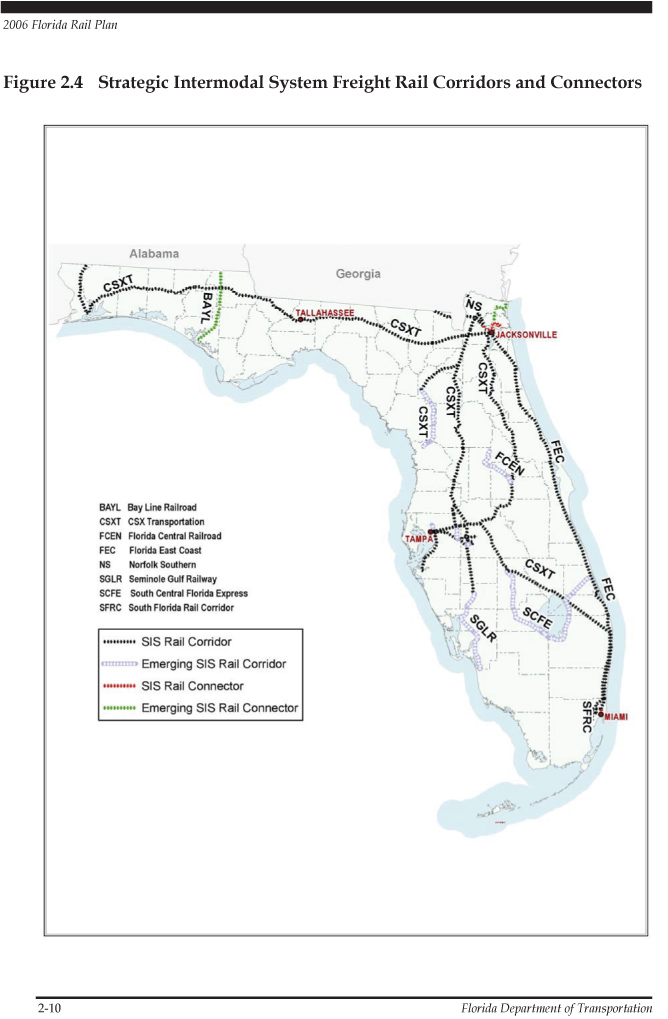 2006 Florida Rail Plan
Figure 2.4 Strategic Intermodal System Freight Rail Corridors and Connectors
Alabama
Georgia
CSXT
BAYL
TALLAHASSEE
CSXT
NS
JACKSONVILLE
CSXT
CSXT
CSXT
FEC
FCEN
BAYL Bay Line Railroad
CSXT CSX Transportation
FCEN Florida Central Railroad
FEC Florida East Coast
NS Norfolk Southern
SGLR Seminole Gulf Railway
SCFE South Central Florida Express
SFRC South Florida Rail Corridor
TAMPA
CSXT
FEC
SCFE
SGLR
SIS Rail Corridor
Emerging SIS Rail Corridor
SIS Rail Connector
Emerging SIS Rail Connector
SFRC
MIAMI
2-10
Florida Department of Transportation